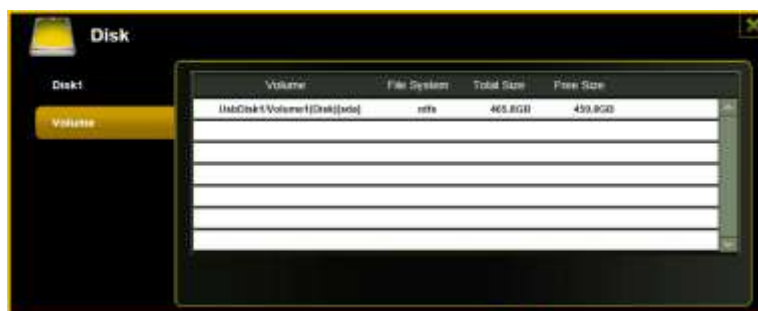 Disk
Disk1
Volume
Volume File System Total Size Free Size
/UsbDisk1/Volume1(Disk)[sda] ntfs 465.8GB 459.8GB